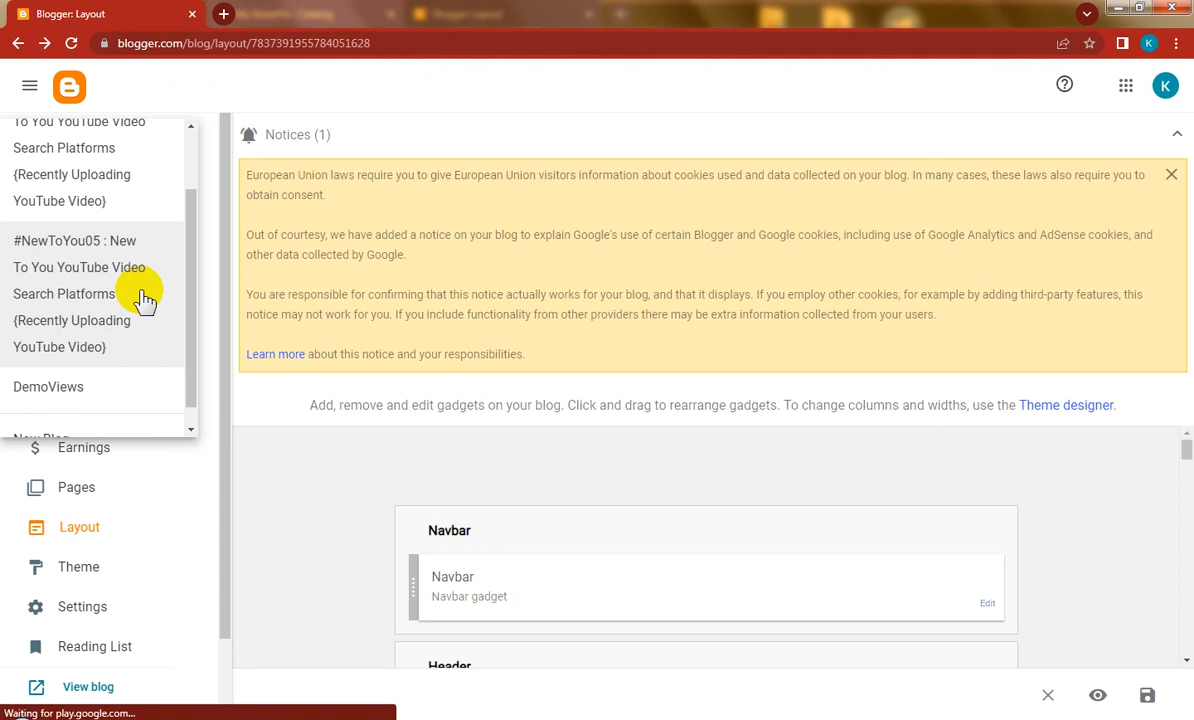 Blogger: Layout
blogger.com/blog/layout/7837391955784051628
K
K
To You YouTube Video
Search Platforms
{Recently Uploading
YouTube Video}
#NewToYou05 : New
To You YouTube Video
Search Platforms
{Recently Uploading
YouTube Video}
DemoViews
New Blog
Earnings
Pages
Layout
Theme
Settings
Reading List
View blog
Waiting for play.google.com...
Notices (1)
European Union laws require you to give European Union visitors information about cookies used and data collected on your blog. In many cases, these laws also require you to
obtain consent.
Out of courtesy, we have added a notice on your blog to explain Google's use of certain Blogger and Google cookies, including use of Google Analytics and AdSense cookies, and
other data collected by Google.
You are responsible for confirming that this notice actually works for your blog, and that it displays. If you employ other cookies, for example by adding third-party features, this
notice may not work for you. If you include functionality from other providers there may be extra information collected from your users.
Learn more about this notice and your responsibilities.
Add, remove and edit gadgets on your blog. Click and drag to rearrange gadgets. To change columns and widths, use the Theme designer.
Navbar
Navbar
Navbar gadget
Edit
Header